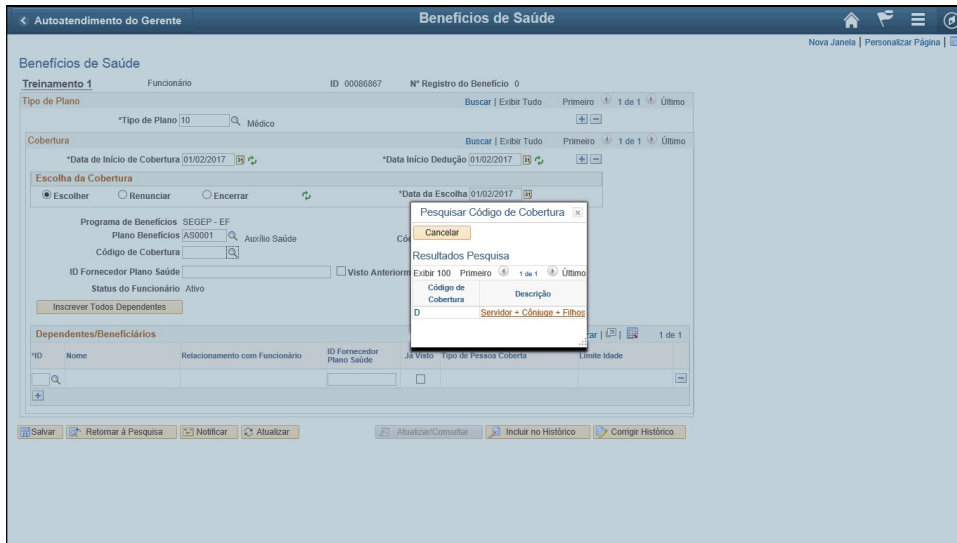 Autoatendimento do Gerente
Benefícios de Saúde
Nova Janela | Personalizar Página |
Benefícios de Saúde
Treinamento 1 Funcionário ID 00086867 Nº Registro do Benefício 0
Tipo de Plano Buscar | Exibir Tudo Primeiro 1 de 1 Último
*Tipo de Plano 10 Médico
Cobertura Buscar | Exibir Tudo Primeiro 1 de 1 Último
*Data de Início de Cobertura 01/02/2017 *Data Início Dedução 01/02/2017
Escolha da Cobertura
Escolher Renunciar Encerrar *Data da Escolha 01/02/2017
Programa de Benefícios SEGEP - EF
Plano Benefícios AS0001 Auxílio Saúde
Código de Cobertura
ID Fornecedor Plano Saúde Visto Anteriorm
Status do Funcionário Ativo
Inscrever Todos Dependentes
Pesquisar Código de Cobertura
Cancelar
Resultados Pesquisa
Exibir 100 Primeiro 1 de 1 Último
Código de Cobertura Descrição
D Servidor + Cônjuge + Filhos
Dependentes/Beneficiários 1 de 1
*ID Nome Relacionamento com Funcionário ID Fornecedor Plano Saúde Já Visto Tipo de Pessoa Coberta Limite Idade
Salvar Retornar à Pesquisa Notificar Atualizar Atualizar/Consultar Incluir no Histórico Corrigir Histórico